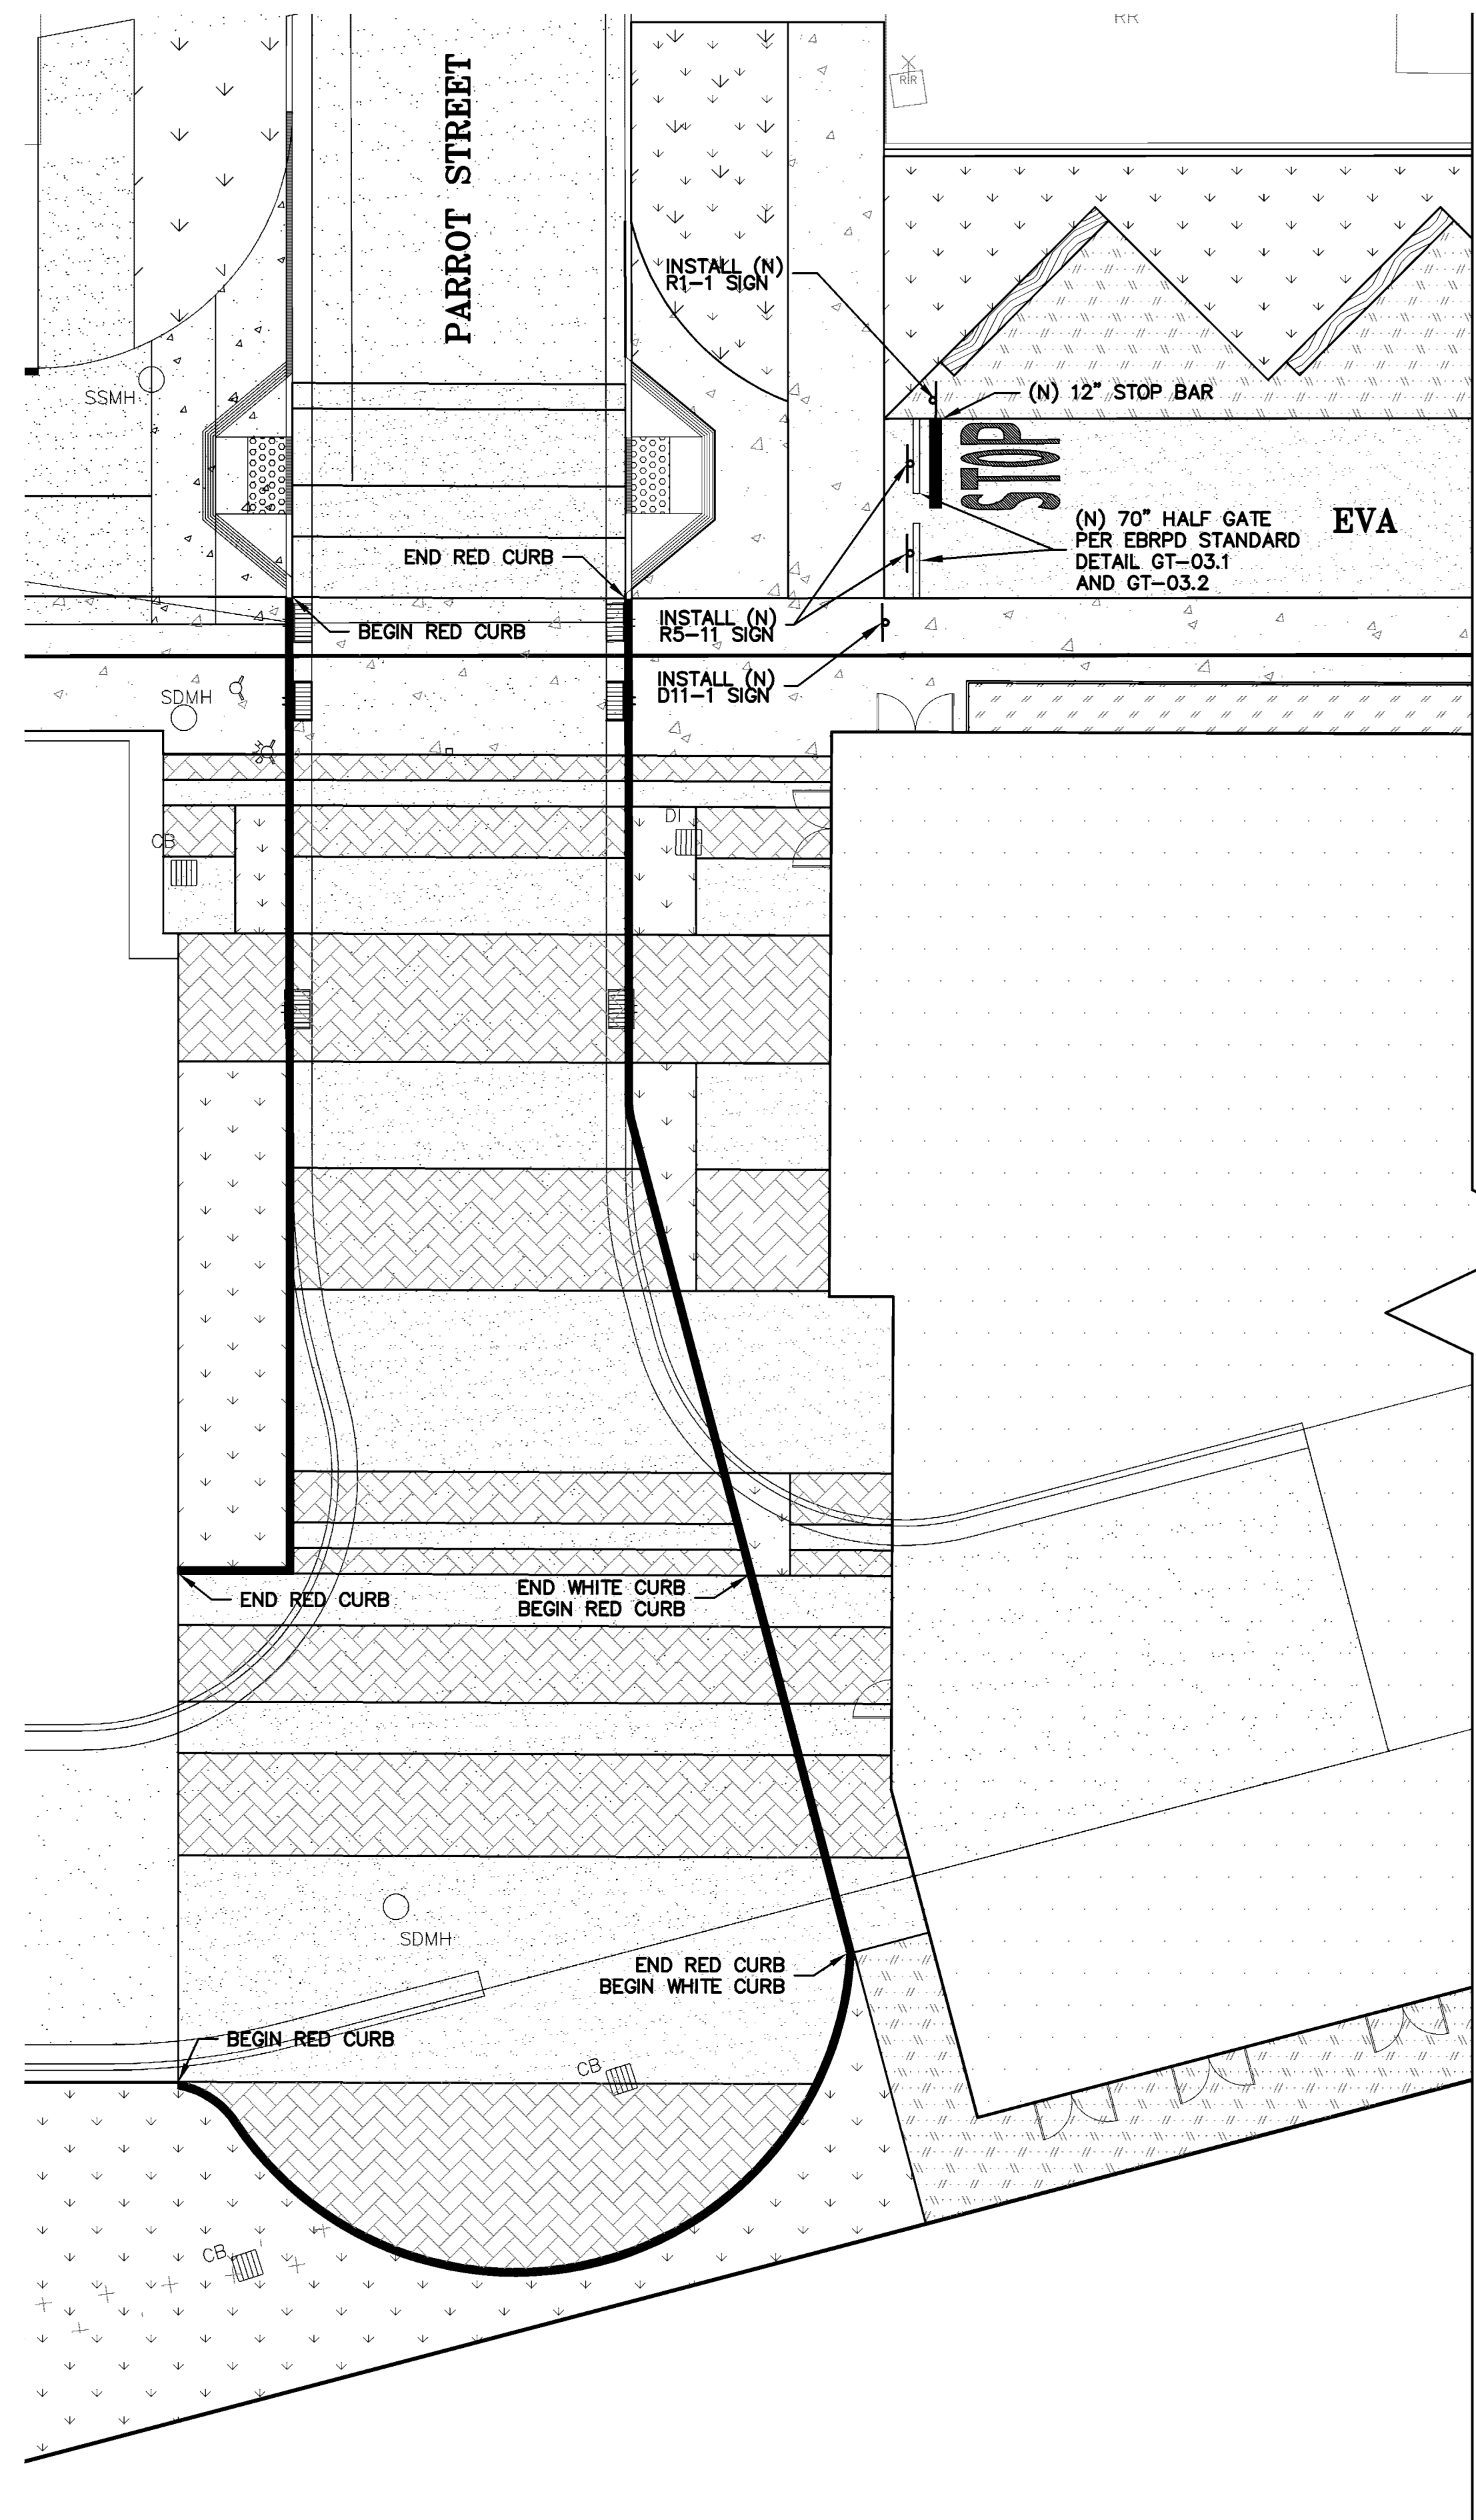 RR
RIR
PARROT STREET
INSTALL (N)
R1-1 SIGN
SSMH
(N) 12" STOP BAR
STOP
(N) 70" HALF GATE
PER EBRPD STANDARD
DETAIL GT-03.1
AND GT-03.2
EVA
END RED CURB
BEGIN RED CURB
INSTALL (N)
R5-11 SIGN
INSTALL (N)
D11-1 SIGN
SDMH
CB
DI
END RED CURB
END WHITE CURB
BEGIN RED CURB
SDMH
END RED CURB
BEGIN WHITE CURB
BEGIN RED CURB
CB
CB